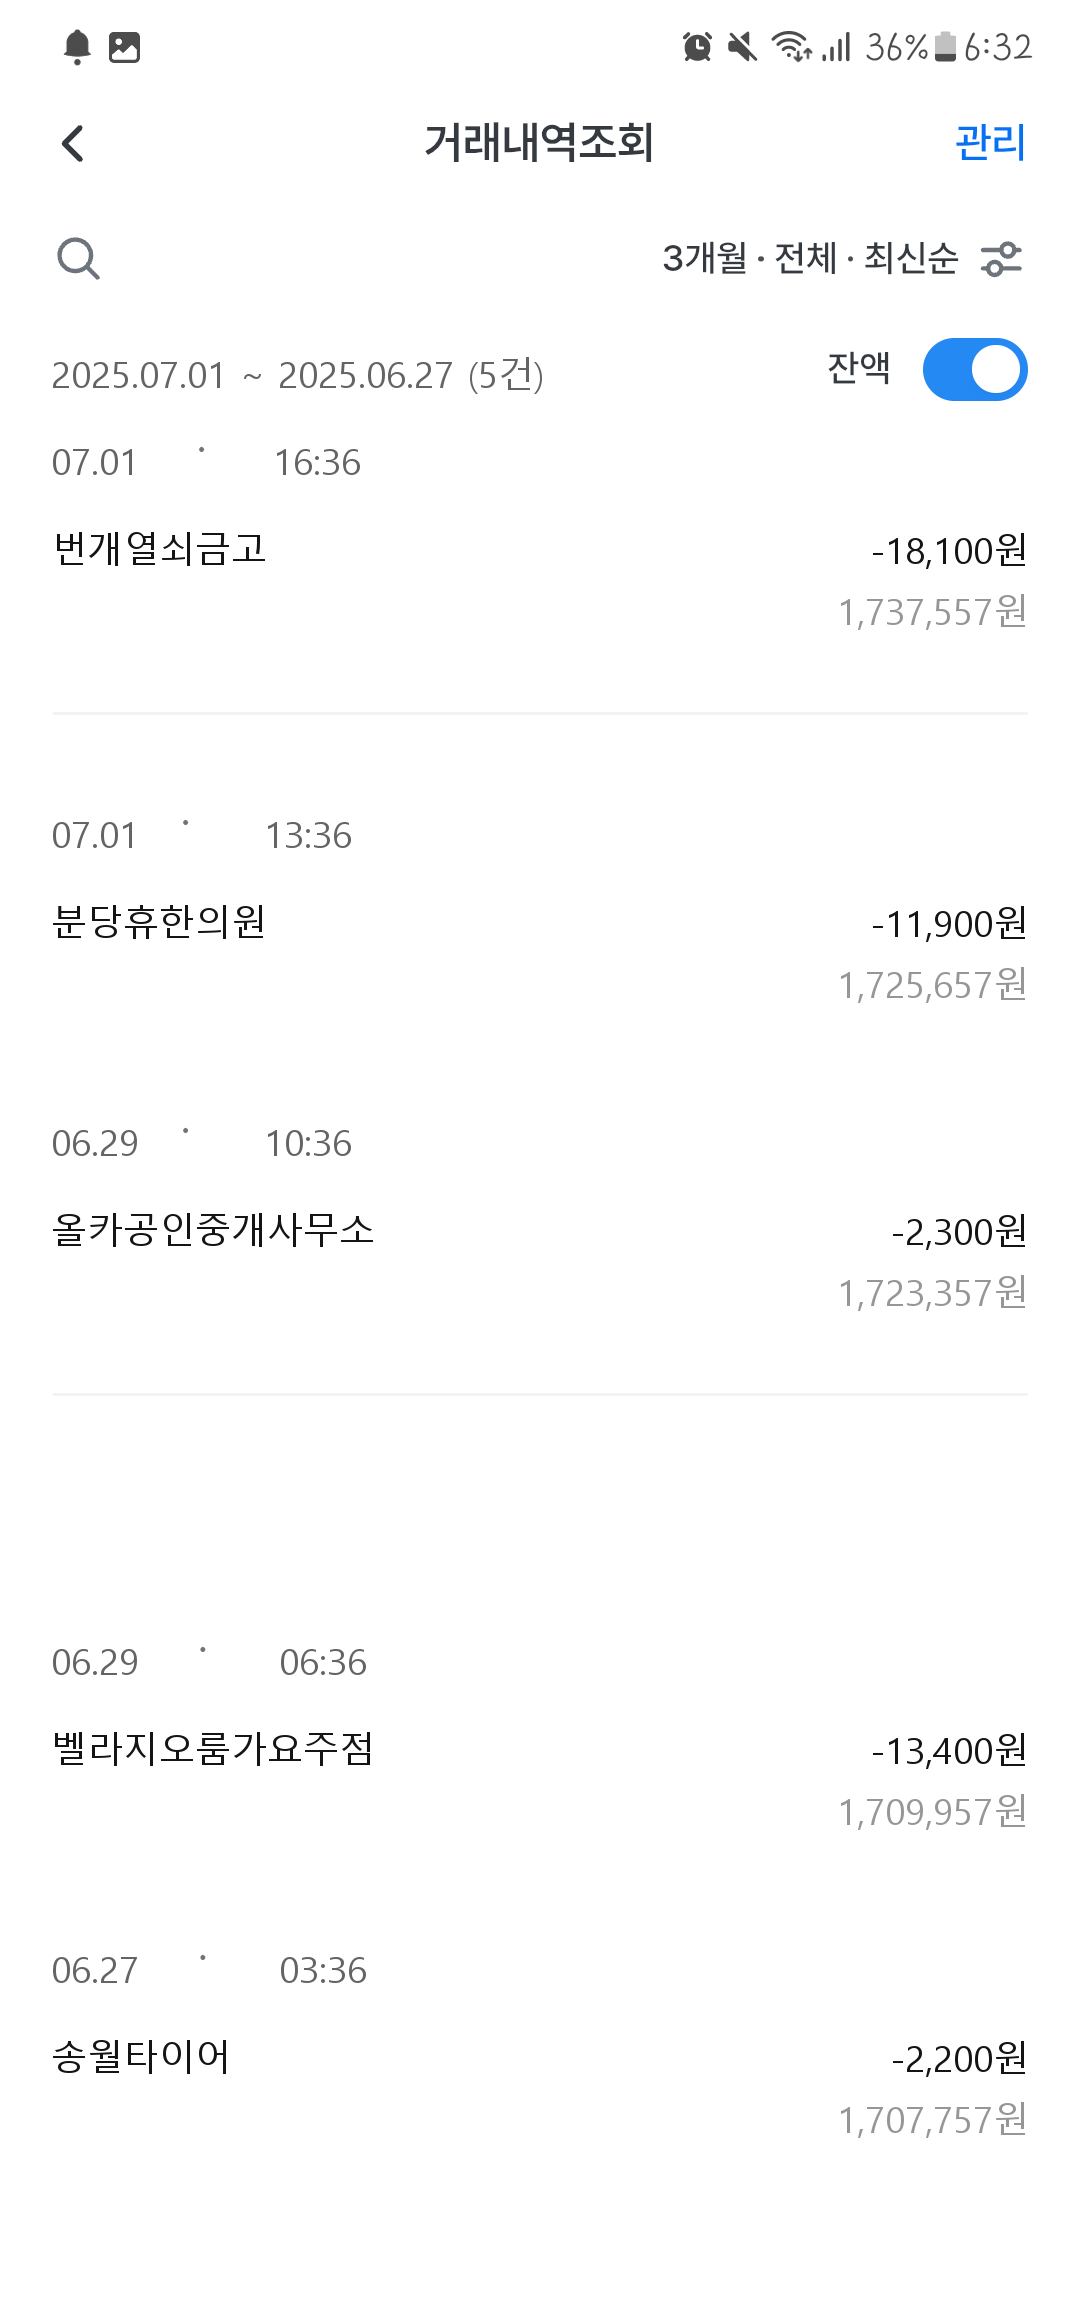 36% 6:32
거래내역조회 관리
3개월 · 전체 · 최신순
2025.07.01 ~ 2025.06.27 (5건) 잔액
07.01 · 16:36
번개열쇠금고 -18,100원
1,737,557원
07.01 · 13:36
분당휴한의원 -11,900원
1,725,657원
06.29 · 10:36
올카공인중개사무소 -2,300원
1,723,357원
06.29 · 06:36
벨라지오룸가요주점 -13,400원
1,709,957원
06.27 · 03:36
송월타이어 -2,200원
1,707,757원